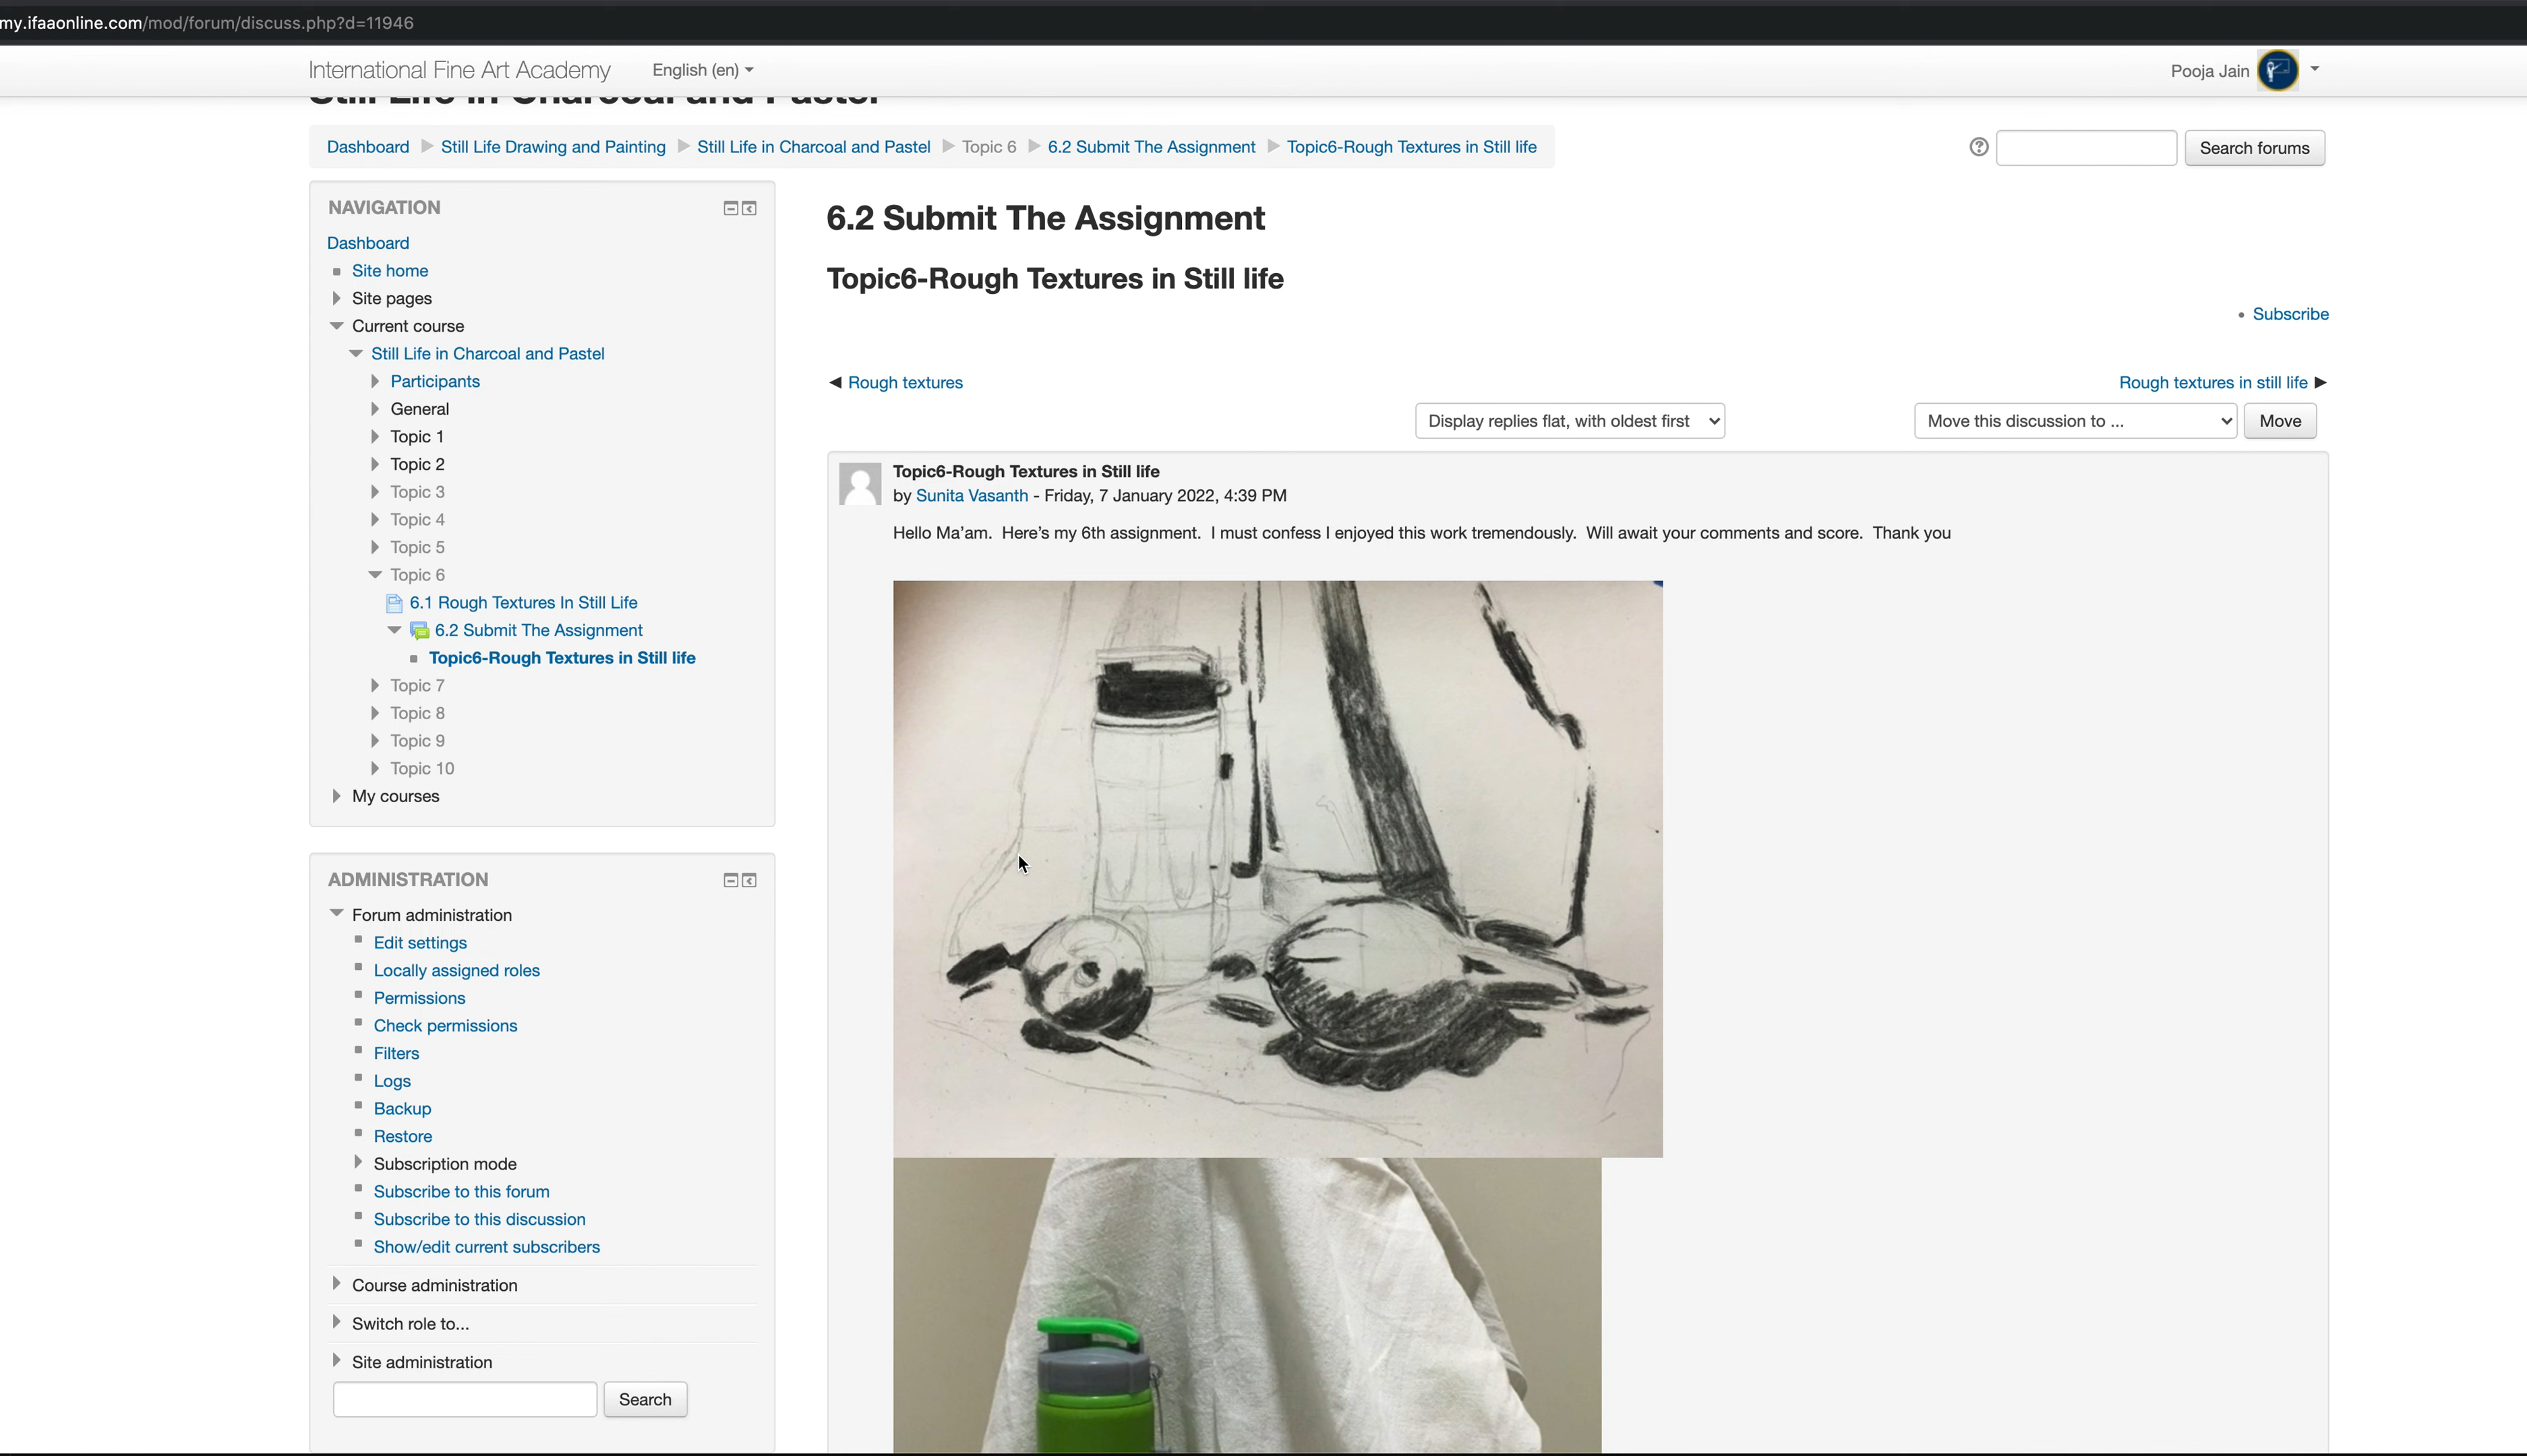 my.ifaaonline.com/mod/forum/discuss.php?d=11946
International Fine Art Academy
English (en)
Pooja Jain
Still Life in Charcoal and Pastel
Dashboard Still Life Drawing and Painting Still Life in Charcoal and Pastel Topic 6 6.2 Submit The Assignment Topic6-Rough Textures in Still life
Search forums
NAVIGATION
Dashboard
Site home
Site pages
Current course
Still Life in Charcoal and Pastel
Participants
General
Topic 1
Topic 2
Topic 3
Topic 4
Topic 5
Topic 6
6.1 Rough Textures In Still Life
6.2 Submit The Assignment
Topic6-Rough Textures in Still life
Topic 7
Topic 8
Topic 9
Topic 10
My courses
ADMINISTRATION
Forum administration
Edit settings
Locally assigned roles
Permissions
Check permissions
Filters
Logs
Backup
Restore
Subscription mode
Subscribe to this forum
Subscribe to this discussion
Show/edit current subscribers
Course administration
Switch role to...
Site administration
Search
6.2 Submit The Assignment
Topic6-Rough Textures in Still life
Subscribe
Rough textures
Rough textures in still life
Display replies flat, with oldest first
Move this discussion to ...
Move
Topic6-Rough Textures in Still life
by Sunita Vasanth - Friday, 7 January 2022, 4:39 PM
Hello Ma’am. Here’s my 6th assignment. I must confess I enjoyed this work tremendously. Will await your comments and score. Thank you